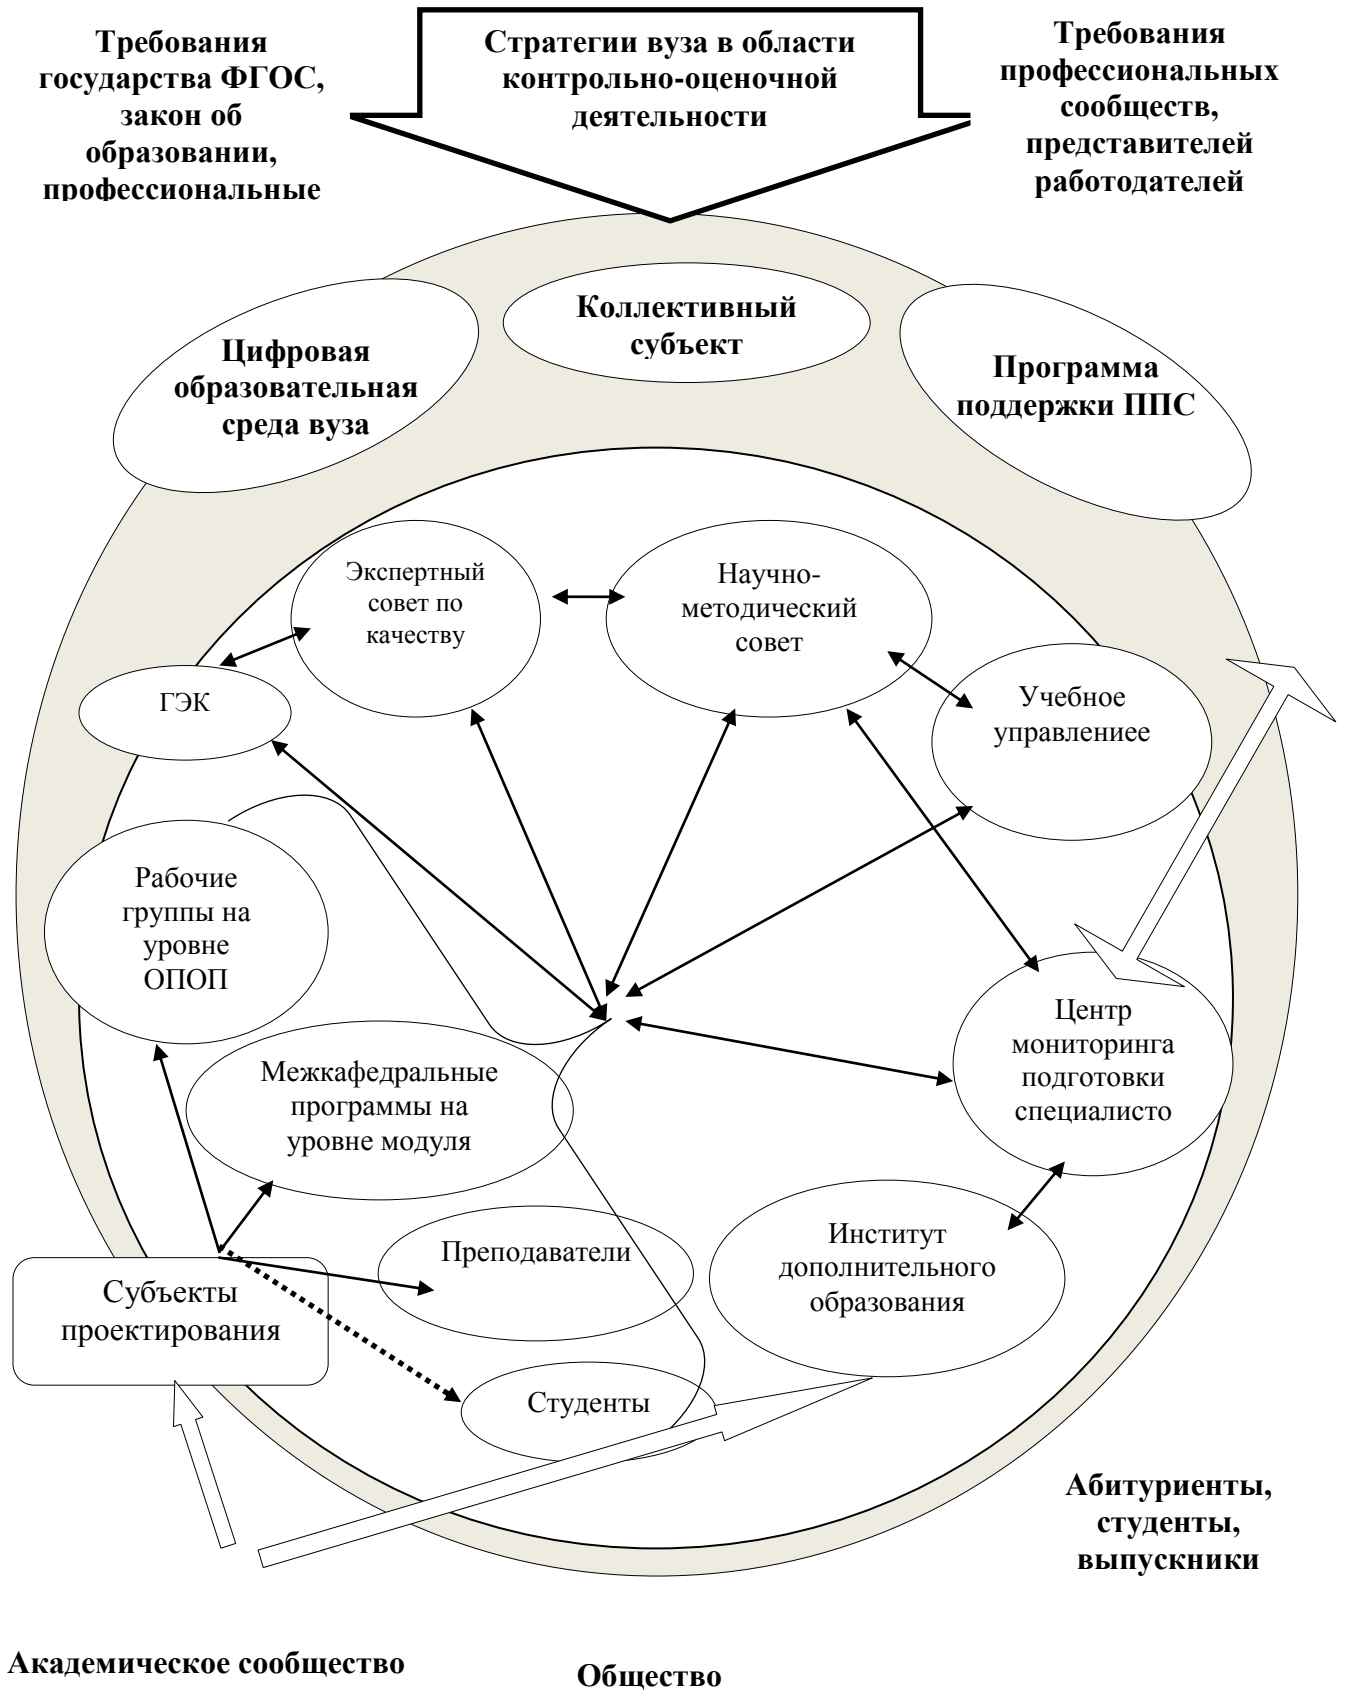 Требования
государства ФГОС,
закон об
образовании,
профессиональные
Стратегии вуза в области
контрольно-оценочной
деятельности
Требования
профессиональных
сообществ,
представителей
работодателей
Цифровая
образовательная
среда вуза
Коллективный
субъект
Программа
поддержки ППС
Экспертный
совет по
качеству
Научно-
методический
совет
ГЭК
Учебное
управлениее
Рабочие
группы на
уровне
ОПОП
Центр
мониторинга
подготовки
специалисто
Межкафедральные
программы на
уровне модуля
Преподаватели
Институт
дополнительного
образования
Субъекты
проектирования
Студенты
Абитуриенты,
студенты,
выпускники
Академическое сообщество
Общество